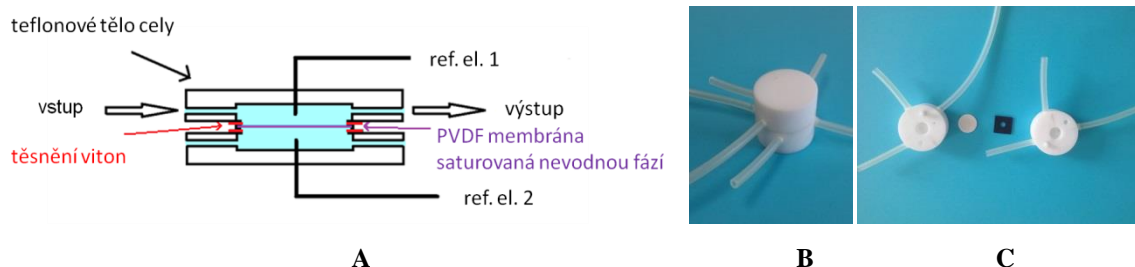 teflonové tělo cely
ref. el. 1
vstup
výstup
těsnění viton
PVDF membrána
saturovaná nevodnou fází
ref. el. 2
A
B
C